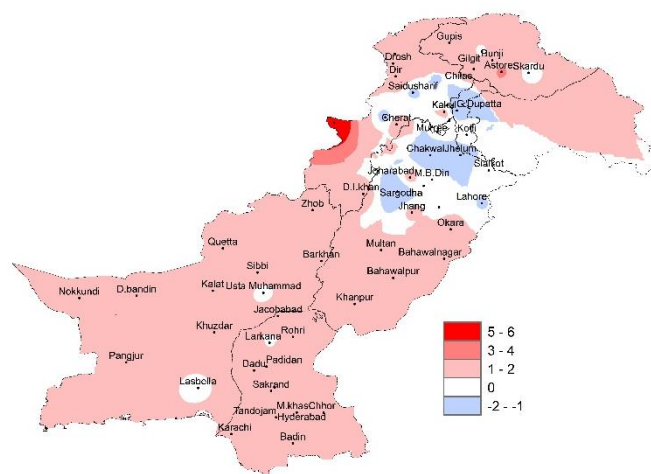 Gupis
Drosh
Bunji
Gilgit
Astore
Skardu
Dir
Chilas
Saidusharif
Kakul
G.Dupatta
Cherat
Murree
Kotli
Chakwal
Jhelum
Sialkot
Joharabad
M.B.Din
D.I.khan
Sargodha
Lahore
Zhob
Jhang
Okara
Quetta
Multan
Barkhan
Bahawalnagar
Sibbi
Bahawalpur
Nokkundi
D.bandin
Kalat
Usta Muhammad
Khanpur
Jacobabad
Khuzdar
Rohri
Larkana
Pangjur
Dadu
Padidan
Lasbella
Sakrand
Tandojam
M.khas
Chhor
Hyderabad
Karachi
Badin
5 - 6
3 - 4
1 - 2
0
-2 - -1